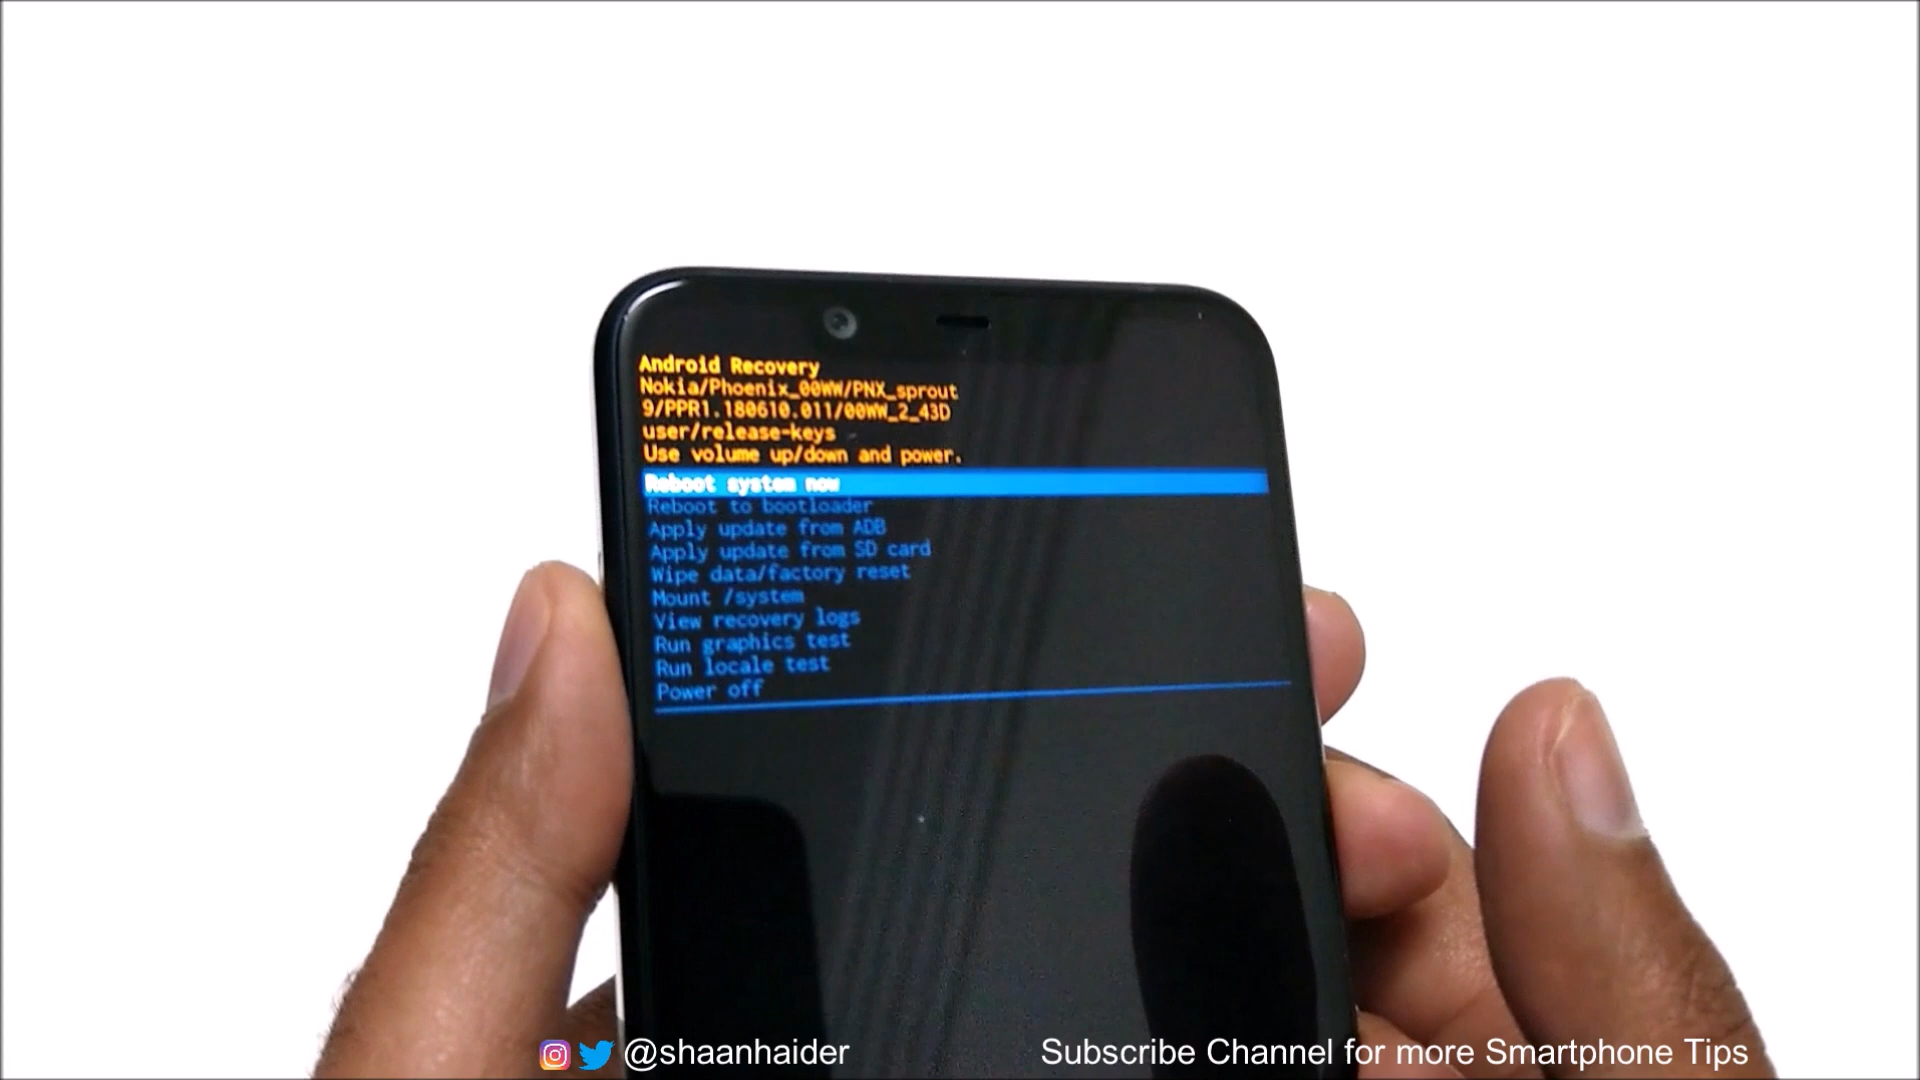 Android Recovery
Nokia/Phoenix_00WW/PNX_sprout
9/PPR1.180610.011/00WW_2_43D
user/release-keys
Use volume up/down and power.
Reboot system now
Reboot to bootloader
Apply update from ADB
Apply update from SD card
Wipe data/factory reset
Mount /system
View recovery logs
Run graphics test
Run locale test
Power off
@shaanhaider
Subscribe Channel for more Smartphone Tips